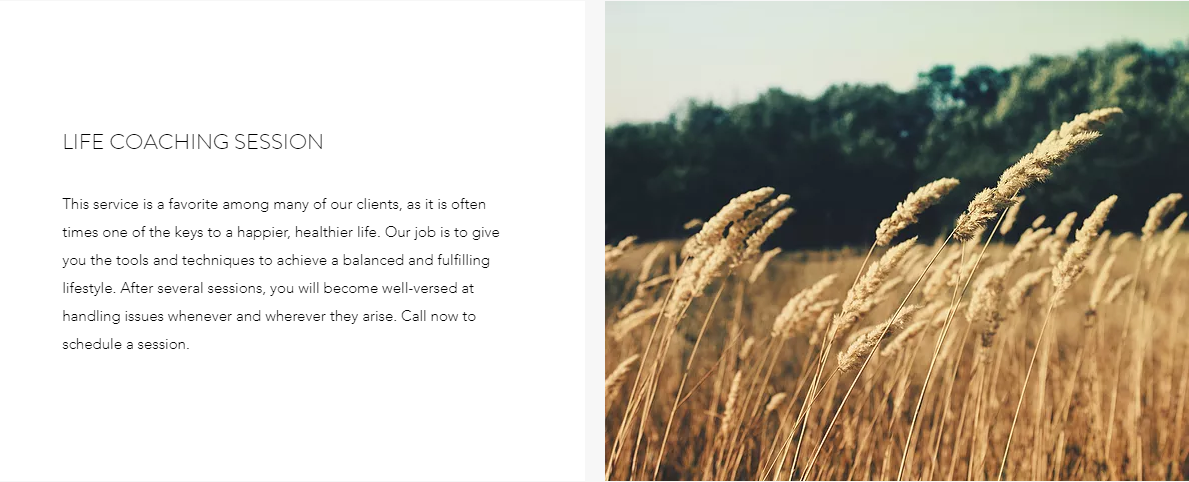 LIFE COACHING SESSION
This service is a favorite among many of our clients, as it is often
times one of the keys to a happier, healthier life. Our job is to give
you the tools and techniques to achieve a balanced and fulfilling
lifestyle. After several sessions, you will become well-versed at
handling issues whenever and wherever they arise. Call now to
schedule a session.